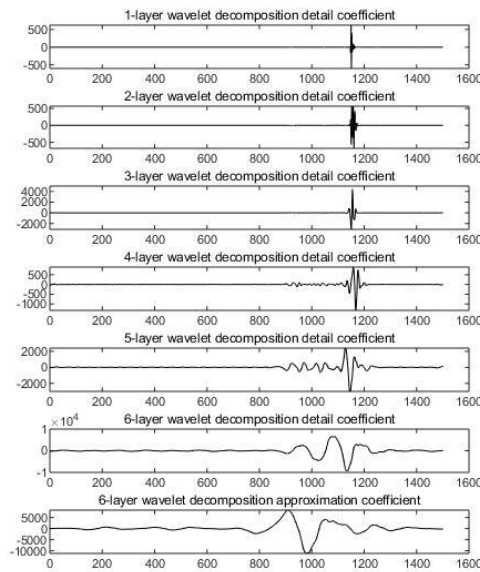 1-layer wavelet decomposition detail coefficient
500
0
-500
0 200 400 600 800 1000 1200 1400 1600
2-layer wavelet decomposition detail coefficient
500
0
-500
0 200 400 600 800 1000 1200 1400 1600
3-layer wavelet decomposition detail coefficient
4000
2000
0
-2000
0 200 400 600 800 1000 1200 1400 1600
4-layer wavelet decomposition detail coefficient
500
0
-500
-1000
0 200 400 600 800 1000 1200 1400 1600
5-layer wavelet decomposition detail coefficient
2000
0
-2000
0 200 400 600 800 1000 1200 1400 1600
6-layer wavelet decomposition detail coefficient
×10^4
1
0
-1
0 200 400 600 800 1000 1200 1400 1600
6-layer wavelet decomposition approximation coefficient
5000
0
-5000
-10000
0 200 400 600 800 1000 1200 1400 1600